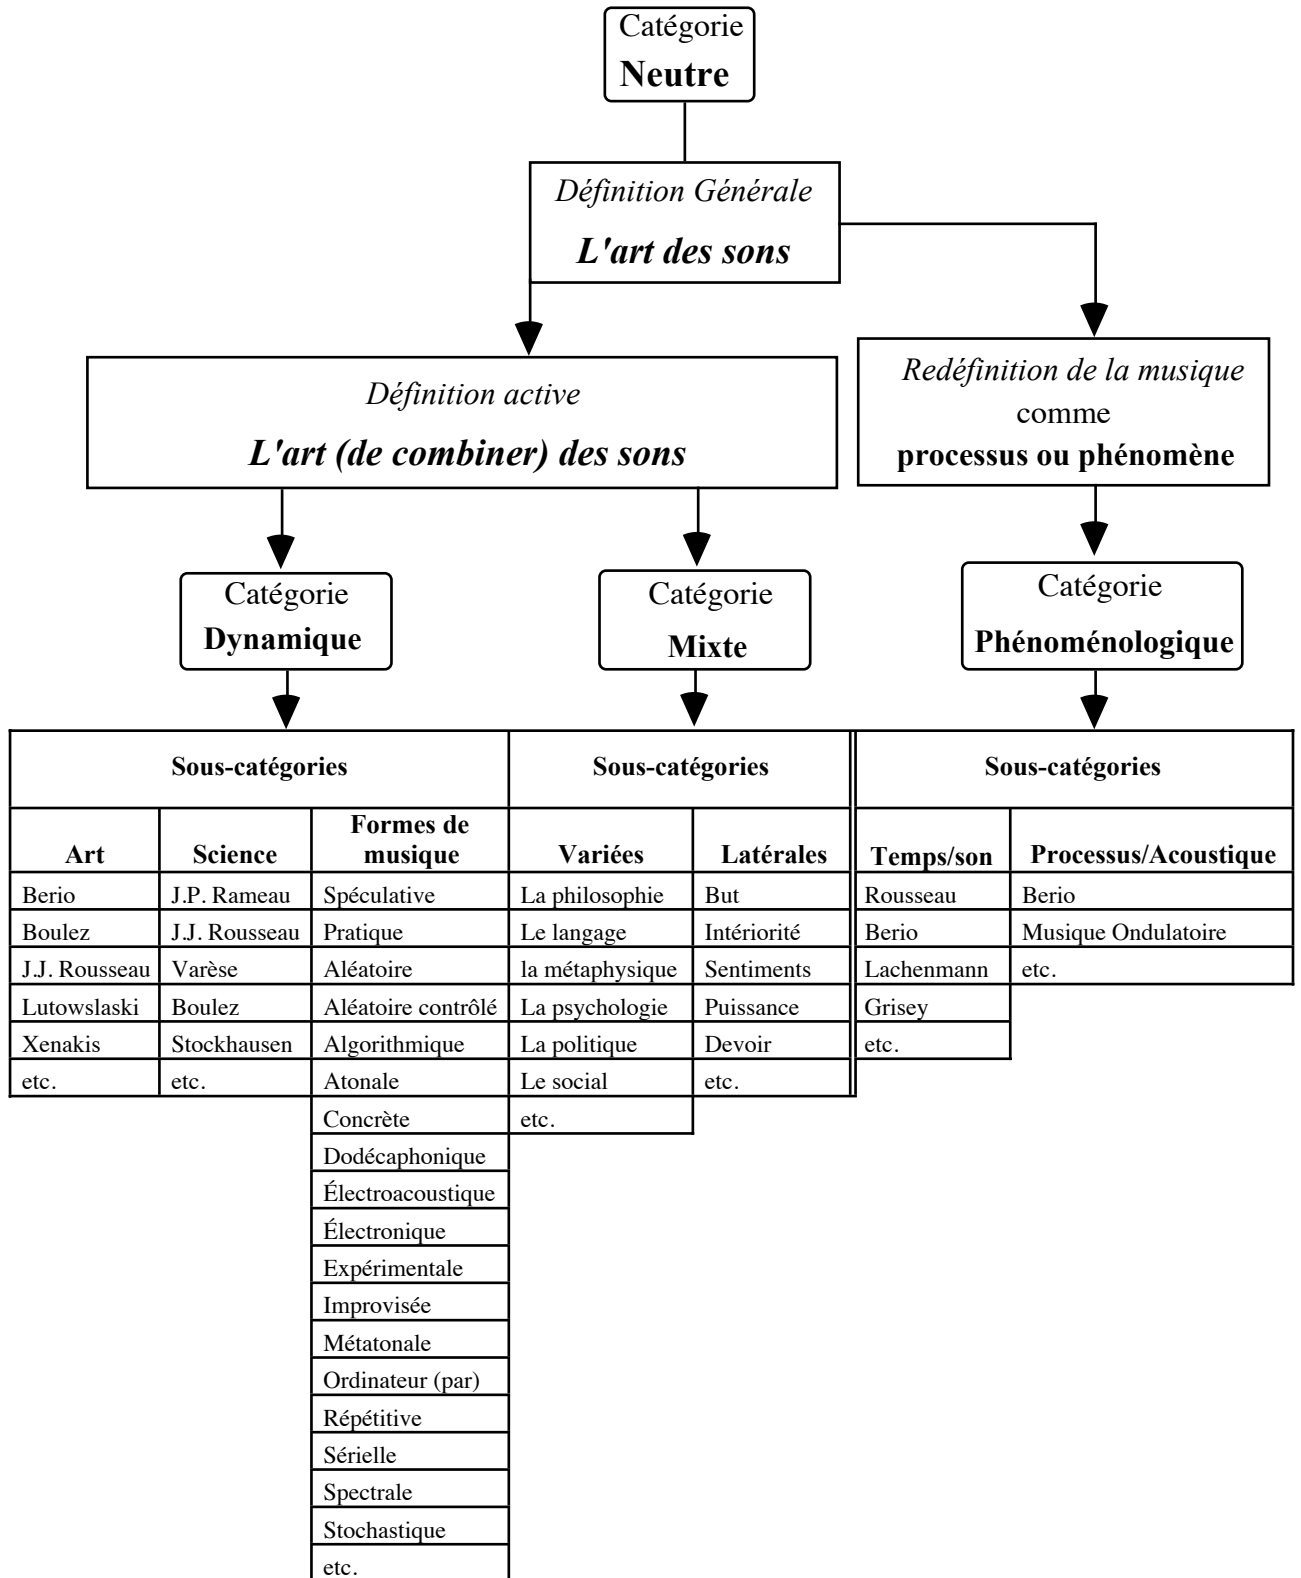 Catégorie
Neutre
Définition Générale
L'art des sons
Définition active
L'art (de combiner) des sons
Redéfinition de la musique
comme
processus ou phénomène
Catégorie
Dynamique
Catégorie
Mixte
Catégorie
Phénoménologique
Sous-catégories
Sous-catégories
Sous-catégories
Art
Science
Formes de
musique
Variées
Latérales
Temps/son
Processus/Acoustique
Berio
J.P. Rameau
Spéculative
La philosophie
But
Rousseau
Berio
Boulez
J.J. Rousseau
Pratique
Le langage
Intériorité
Berio
Musique Ondulatoire
J.J. Rousseau
Varèse
Aléatoire
la métaphysique
Sentiments
Lachenmann
etc.
Lutowslaski
Boulez
Aléatoire contrôlé
La psychologie
Puissance
Grisey
Xenakis
Stockhausen
Algorithmique
La politique
Devoir
etc.
etc.
etc.
Atonale
Le social
etc.
Concrète
etc.
Dodécaphonique
Électroacoustique
Électronique
Expérimentale
Improvisée
Métatonale
Ordinateur (par)
Répétitive
Sérielle
Spectrale
Stochastique
etc.